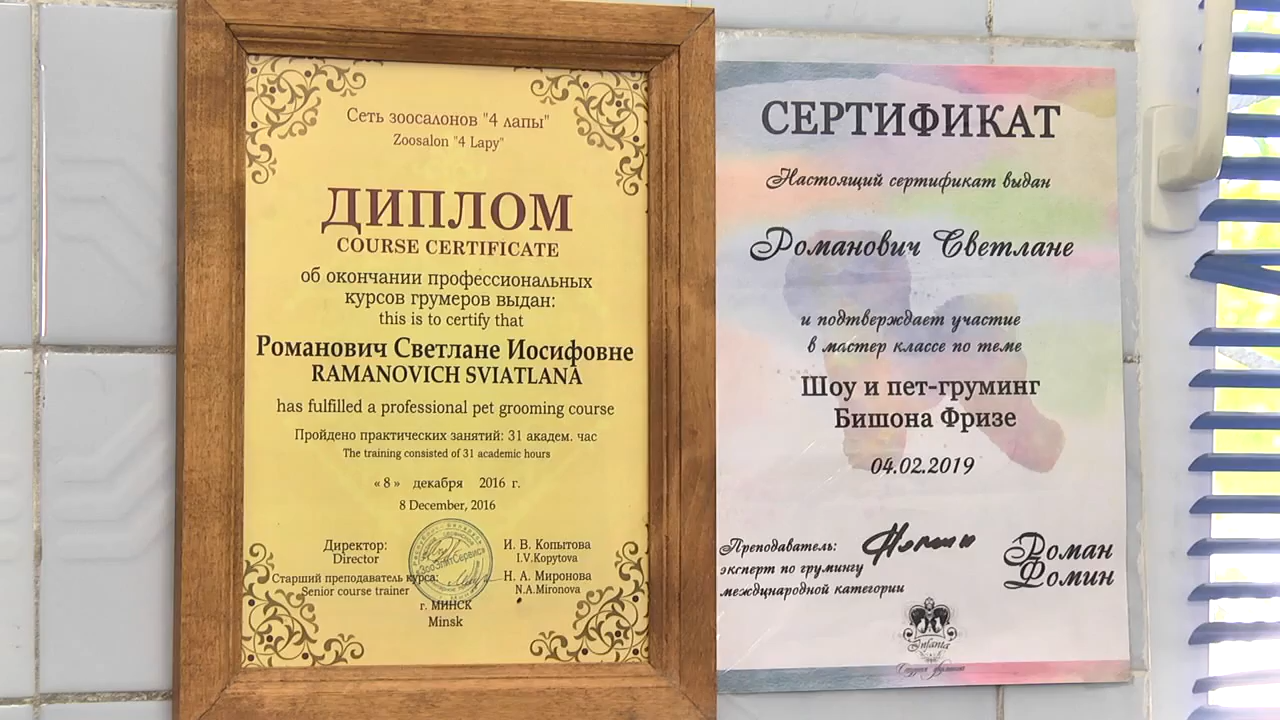 Сеть зоосалонов "4 лапы"
Zoosalon "4 Lapy"
ДИПЛОМ
COURSE CERTIFICATE
об окончании профессиональных
курсов грумеров выдан:
this is to certify that
Романович Светлане Иосифовне
RAMANOVICH SVIATLANA
has fulfilled a professional pet grooming course
Пройдено практических занятий: 31 академ. час
The training consisted of 31 academic hours
«8» декабря 2016 г.
8 December, 2016
Директор:
Director
И. В. Копытова
I.V.Kopytova
Старший преподаватель курса:
Senior course trainer
Н. А. Миронова
N.A.Mironova
ЗооЭлитСервис
г. МИНСК
Minsk
СЕРТИФИКАТ
Настоящий сертификат выдан
Романович Светлане
и подтверждает участие
в мастер классе по теме
Шоу и пет-груминг
Бишона Фризе
04.02.2019
Преподаватель:
эксперт по грумингу
международной категории
Роман
Фомин
Infanta